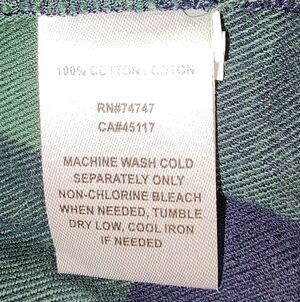 100% COTTON / COTON
RN#74747
CA#45117
MACHINE WASH COLD
SEPARATELY ONLY
NON-CHLORINE BLEACH
WHEN NEEDED, TUMBLE
DRY LOW, COOL IRON
IF NEEDED